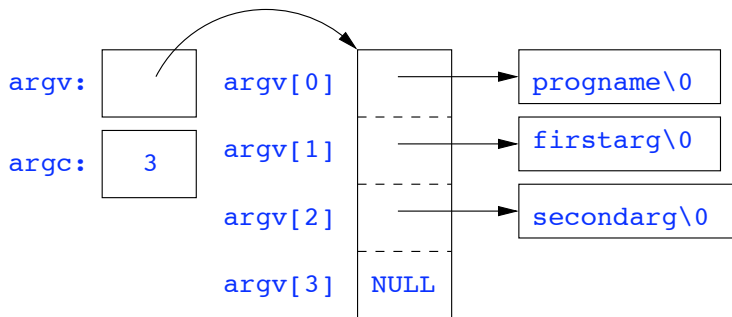 argv: argv[0] progname\0
argv[1] firstarg\0
argc: 3
argv[2] secondarg\0
argv[3] NULL